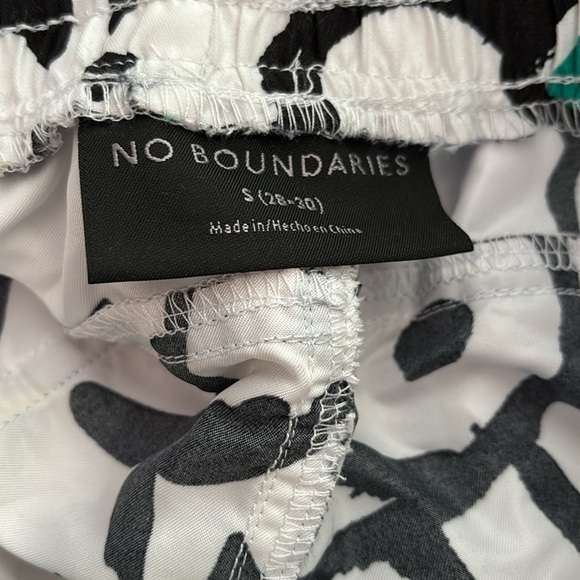 NO BOUNDARIES
S (28-30)
Made in/Hecho en China